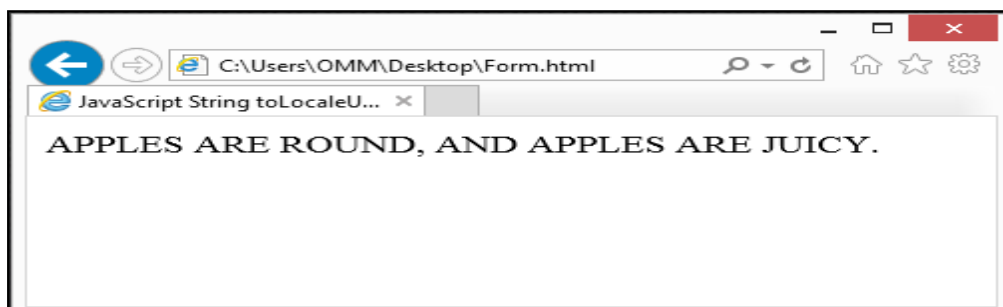 C:\Users\OMM\Desktop\Form.html
JavaScript String toLocaleU...
APPLES ARE ROUND, AND APPLES ARE JUICY.